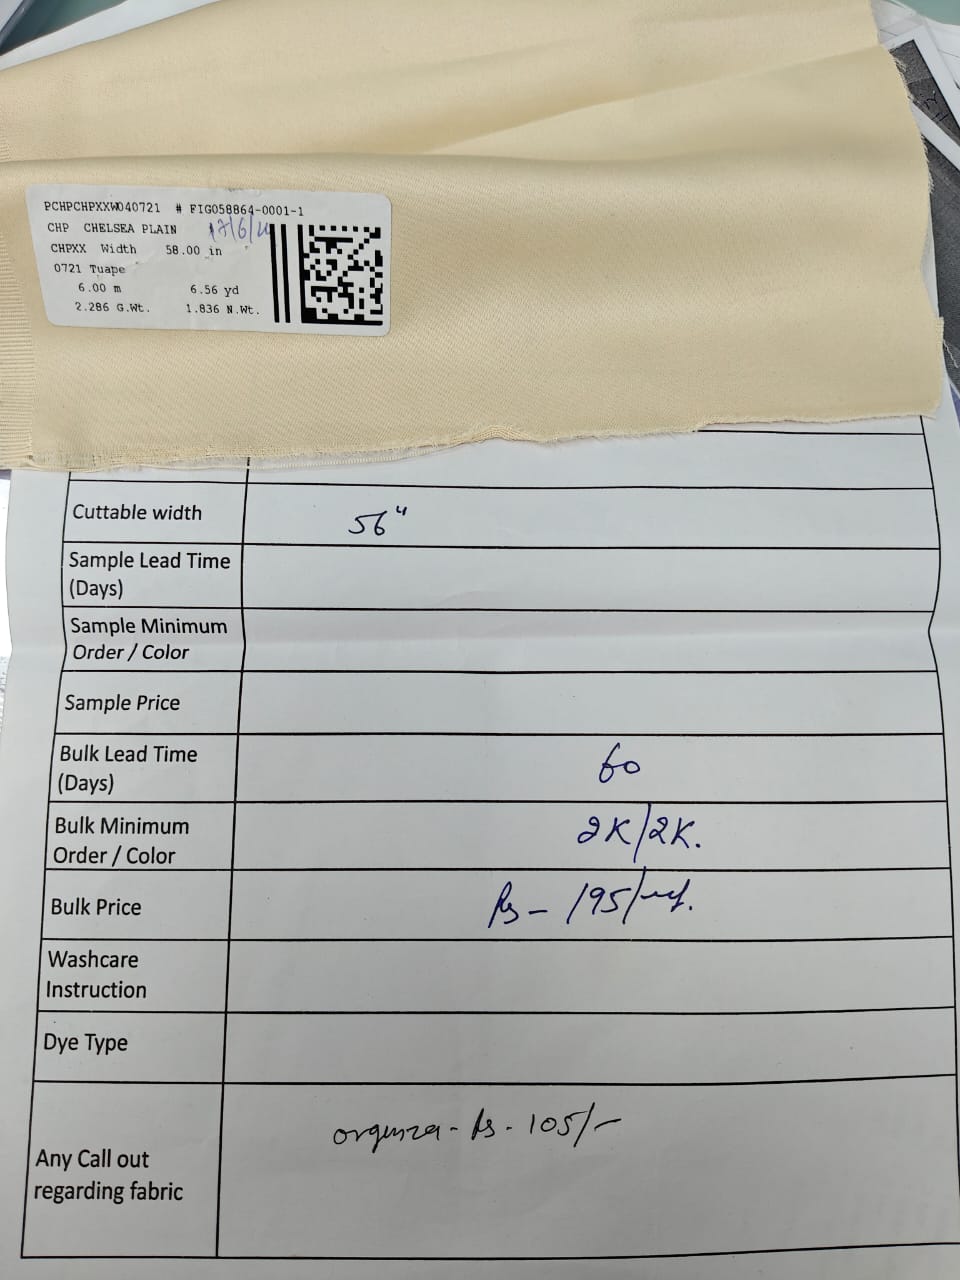 PCHPCHPXXW040721 # FIG058864-0001-1
CHP CHELSEA PLAIN 17/6/
CHPXX Width 58.00 in
0721 Tuape
6.00 m 6.56 yd
2.286 G.Wt. 1.836 N.Wt.
Cuttable width 56"
Sample Lead Time
(Days)
Sample Minimum
Order / Color
Sample Price
Bulk Lead Time
(Days) 60
Bulk Minimum
Order / Color 2K/2K.
Bulk Price Rs - 195/
Washcare
Instruction
Dye Type
organza - Rs - 105/-
Any Call out
regarding fabric